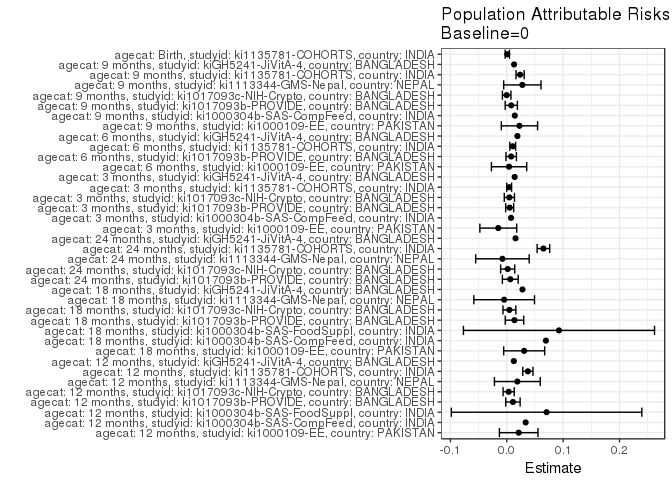 Population Attributable Risks
Baseline=0
agecat: Birth, studyid: ki1135781-COHORTS, country: INDIA
agecat: 9 months, studyid: kiGH5241-JiVitA-4, country: BANGLADESH
agecat: 9 months, studyid: ki1135781-COHORTS, country: INDIA
agecat: 9 months, studyid: ki1113344-GMS-Nepal, country: NEPAL
agecat: 9 months, studyid: ki1017093c-NIH-Crypto, country: BANGLADESH
agecat: 9 months, studyid: ki1017093b-PROVIDE, country: BANGLADESH
agecat: 9 months, studyid: ki1000304b-SAS-CompFeed, country: INDIA
agecat: 9 months, studyid: ki1000109-EE, country: PAKISTAN
agecat: 6 months, studyid: kiGH5241-JiVitA-4, country: BANGLADESH
agecat: 6 months, studyid: ki1135781-COHORTS, country: INDIA
agecat: 6 months, studyid: ki1017093b-PROVIDE, country: BANGLADESH
agecat: 6 months, studyid: ki1000109-EE, country: PAKISTAN
agecat: 3 months, studyid: kiGH5241-JiVitA-4, country: BANGLADESH
agecat: 3 months, studyid: ki1135781-COHORTS, country: INDIA
agecat: 3 months, studyid: ki1017093c-NIH-Crypto, country: BANGLADESH
agecat: 3 months, studyid: ki1017093b-PROVIDE, country: BANGLADESH
agecat: 3 months, studyid: ki1000304b-SAS-CompFeed, country: INDIA
agecat: 3 months, studyid: ki1000109-EE, country: PAKISTAN
agecat: 24 months, studyid: kiGH5241-JiVitA-4, country: BANGLADESH
agecat: 24 months, studyid: ki1135781-COHORTS, country: INDIA
agecat: 24 months, studyid: ki1113344-GMS-Nepal, country: NEPAL
agecat: 24 months, studyid: ki1017093c-NIH-Crypto, country: BANGLADESH
agecat: 24 months, studyid: ki1017093b-PROVIDE, country: BANGLADESH
agecat: 18 months, studyid: kiGH5241-JiVitA-4, country: BANGLADESH
agecat: 18 months, studyid: ki1113344-GMS-Nepal, country: NEPAL
agecat: 18 months, studyid: ki1017093c-NIH-Crypto, country: BANGLADESH
agecat: 18 months, studyid: ki1017093b-PROVIDE, country: BANGLADESH
agecat: 18 months, studyid: ki1000304b-SAS-FoodSuppl, country: INDIA
agecat: 18 months, studyid: ki1000304b-SAS-CompFeed, country: INDIA
agecat: 18 months, studyid: ki1000109-EE, country: PAKISTAN
agecat: 12 months, studyid: kiGH5241-JiVitA-4, country: BANGLADESH
agecat: 12 months, studyid: ki1135781-COHORTS, country: INDIA
agecat: 12 months, studyid: ki1113344-GMS-Nepal, country: NEPAL
agecat: 12 months, studyid: ki1017093c-NIH-Crypto, country: BANGLADESH
agecat: 12 months, studyid: ki1017093b-PROVIDE, country: BANGLADESH
agecat: 12 months, studyid: ki1000304b-SAS-FoodSuppl, country: INDIA
agecat: 12 months, studyid: ki1000304b-SAS-CompFeed, country: INDIA
agecat: 12 months, studyid: ki1000109-EE, country: PAKISTAN
-0.1 0.0 0.1 0.2
Estimate